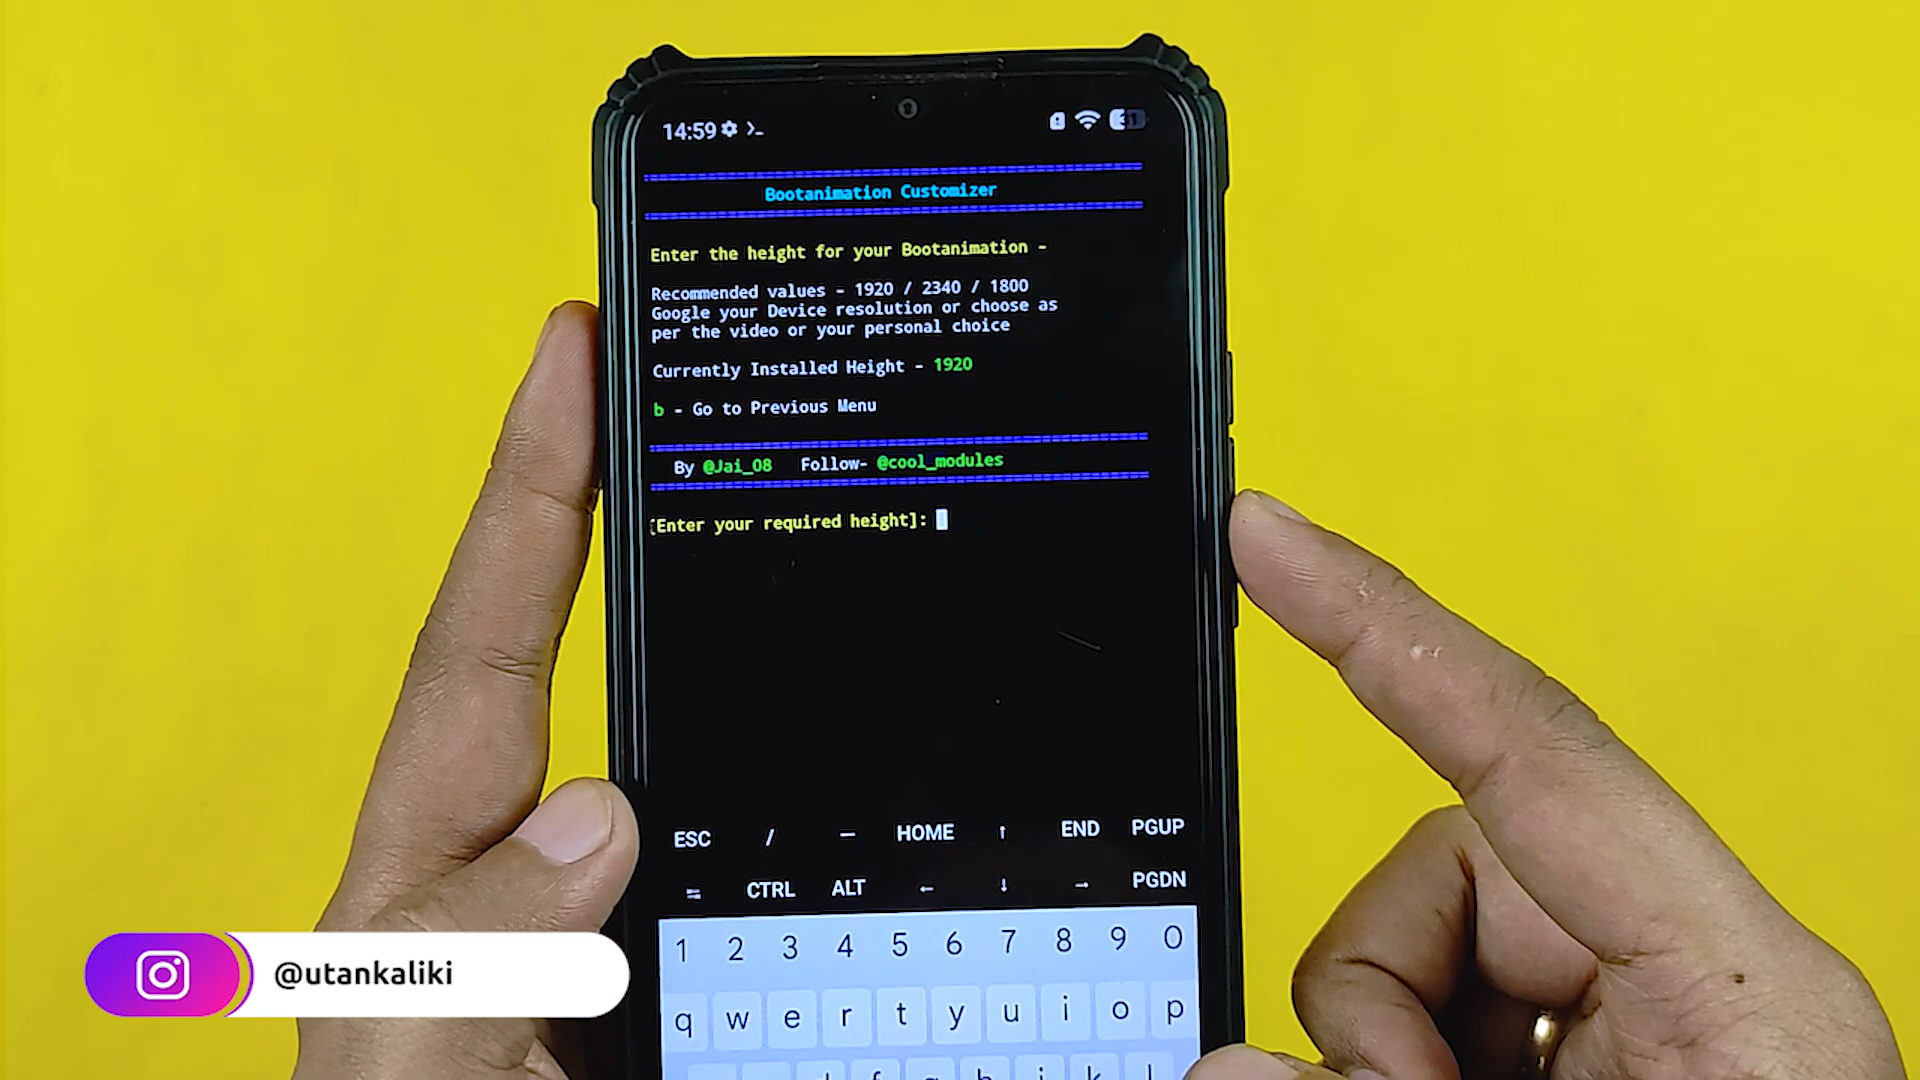 14:59
31
Bootanimation Customizer
Enter the height for your Bootanimation -
Recommended values - 1920 / 2340 / 1800
Google your Device resolution or choose as
per the video or your personal choice
Currently Installed Height - 1920
b - Go to Previous Menu
By @Jai_08 Follow- @cool_modules
[Enter your required height]:
ESC / — HOME ↑ END PGUP
CTRL ALT ← ↓ → PGDN
1 2 3 4 5 6 7 8 9 0
q w e r t y u i o p
d f g h j k l
@utankaliki